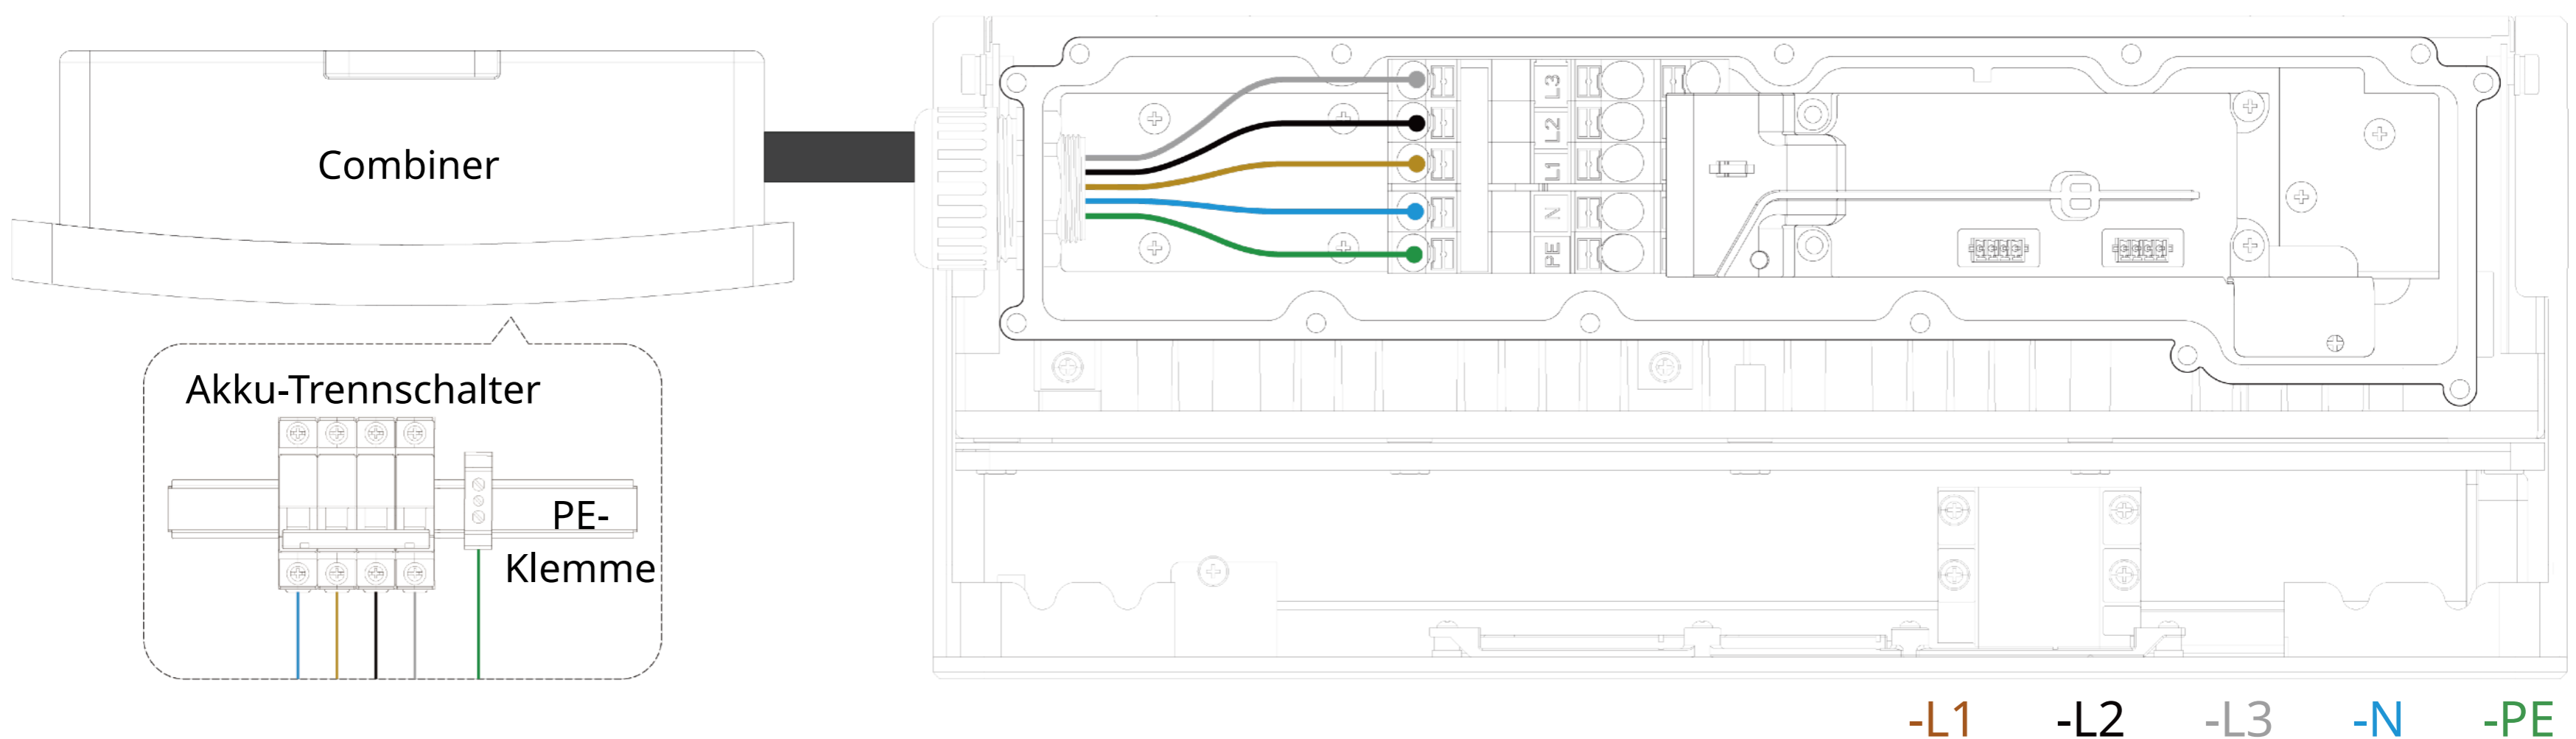 Combiner
L3
L2
L1
N
PE
Akku-Trennschalter
PE-
Klemme
-L1 -L2 -L3 -N -PE